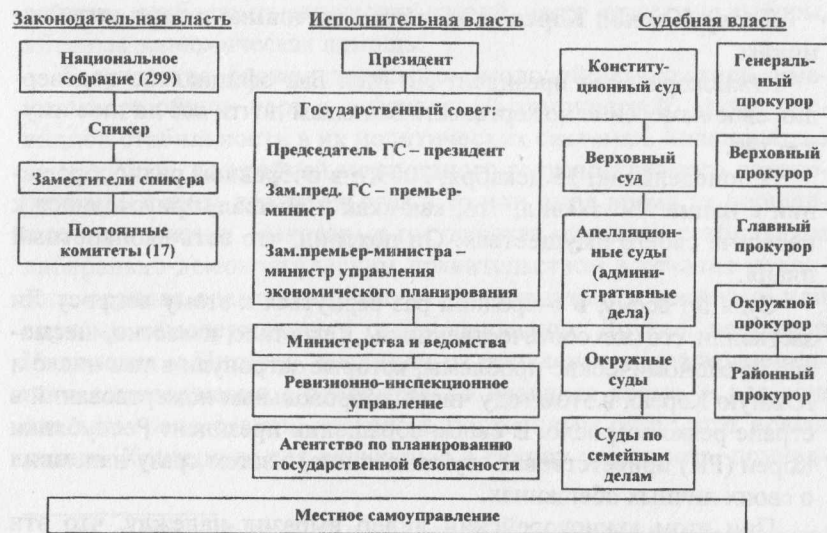 Законодательная власть
Национальное
собрание (299)
Спикер
Заместители спикера
Постоянные
комитеты (17)
Исполнительная власть
Президент
Государственный совет
Председатель ГС –
президент
Зам.пред. ГС – премьер-
министр
Зам. премьер-министра –
министр управления
экономического планирования
Министерства и ведомства
Ревизионно-инспекционное
управление
Агентство планирования
государственной безопасности
Судебная власть
Конститу-
ционный суд
Верховный
суд
Апелляцион-
ные суды
(админи-
стративные
дела)
Окружные
суды
Суды по
семейным
делам
Генераль-
ный
прокурор
Верховный
прокурор
Главный
прокурор
Окружной
прокурор
Районный
прокурор
Местное самоуправление